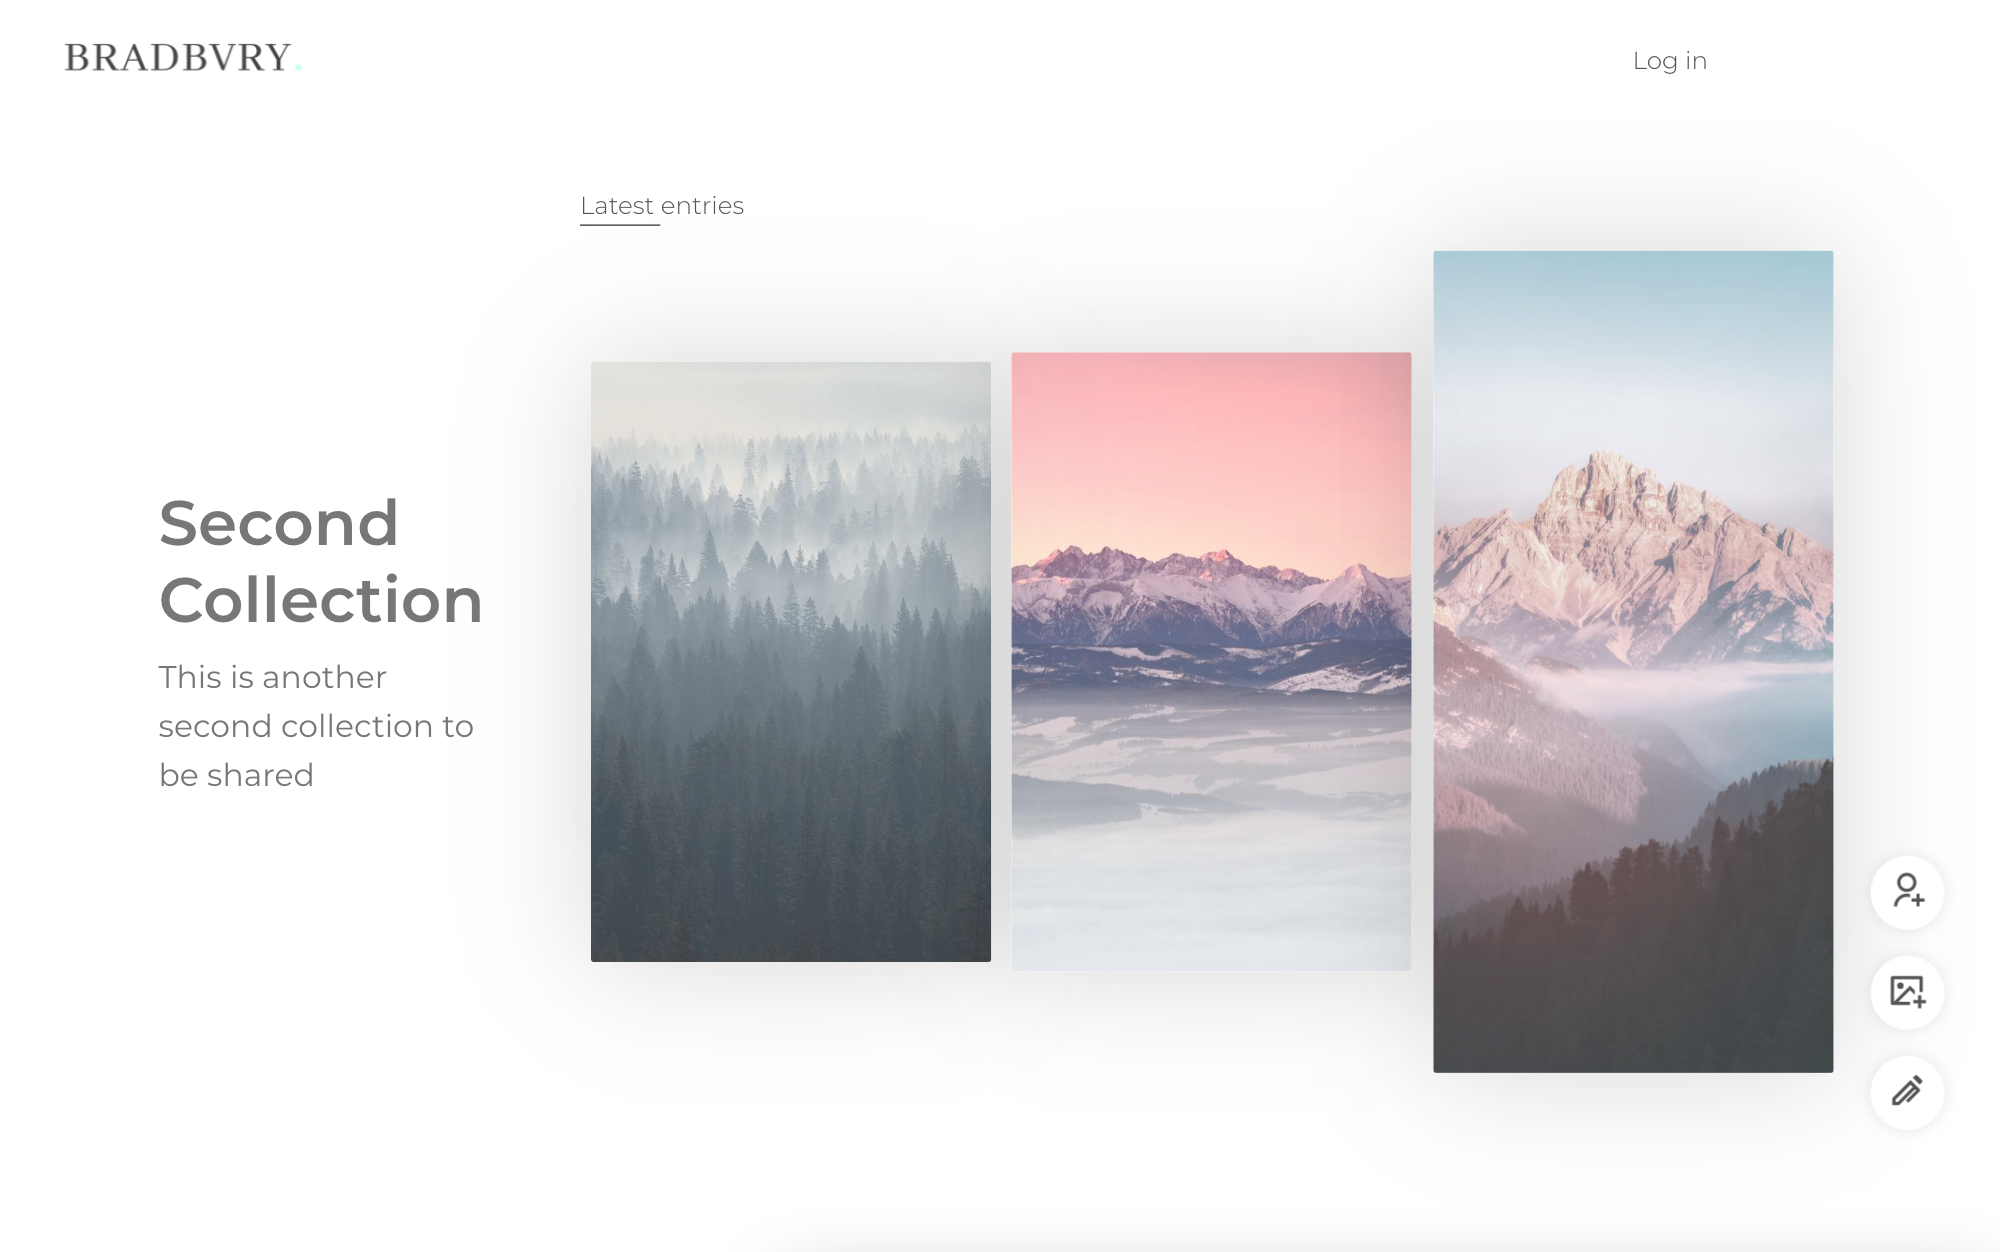 BRADBVRY.
Log in
Latest entries
Second
Collection
This is another
second collection to
be shared